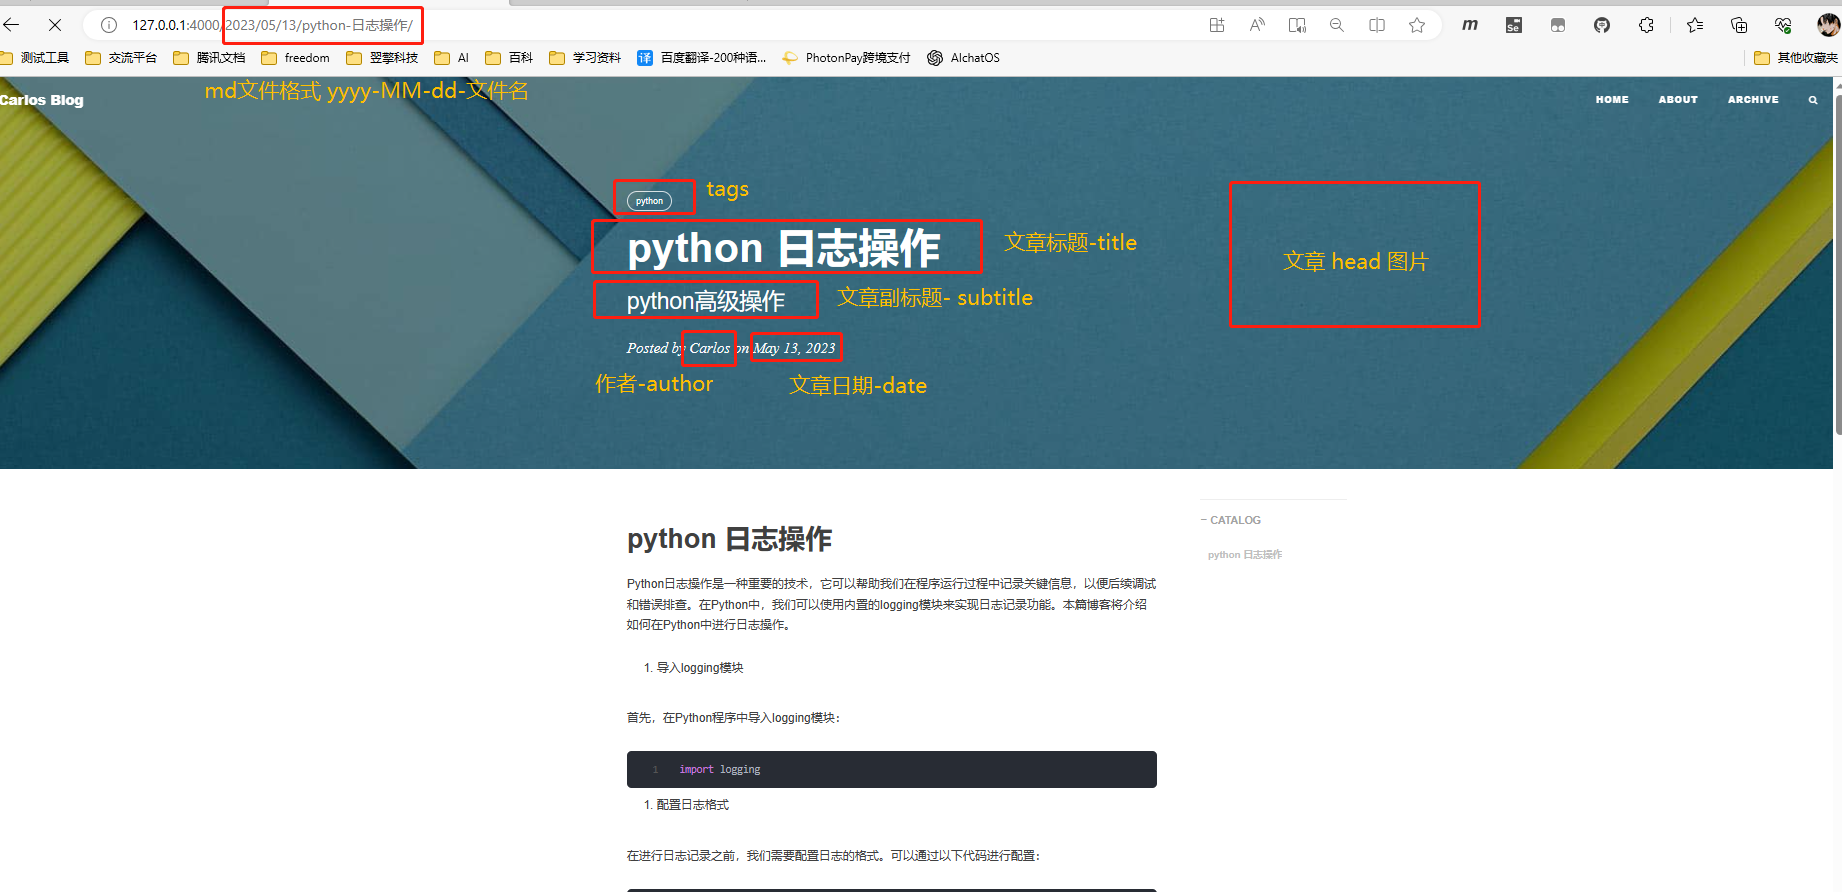 127.0.0.1:4000/2023/05/13/python-日志操作/
测试工具 交流平台 腾讯文档 freedom 翌擎科技 AI 百科 学习资料 译 百度翻译-200种语... PhotonPay跨境支付 AIchatOS 其他收藏夹
Carlos Blog
md文件格式 yyyy-MM-dd-文件名
HOME ABOUT ARCHIVE
python
tags
python 日志操作
文章标题-title
文章 head 图片
python高级操作
文章副标题- subtitle
Posted by Carlos on May 13, 2023
作者-author
文章日期-date
python 日志操作
CATALOG
python 日志操作
Python日志操作是一种重要的技术，它可以帮助我们在程序运行过程中记录关键信息，以便后续调试
和错误排查。在Python中，我们可以使用内置的logging模块来实现日志记录功能。本篇博客将介绍
如何在Python中进行日志操作。
1. 导入logging模块
首先，在Python程序中导入logging模块：
1 import logging
1. 配置日志格式
在进行日志记录之前，我们需要配置日志的格式。可以通过以下代码进行配置：